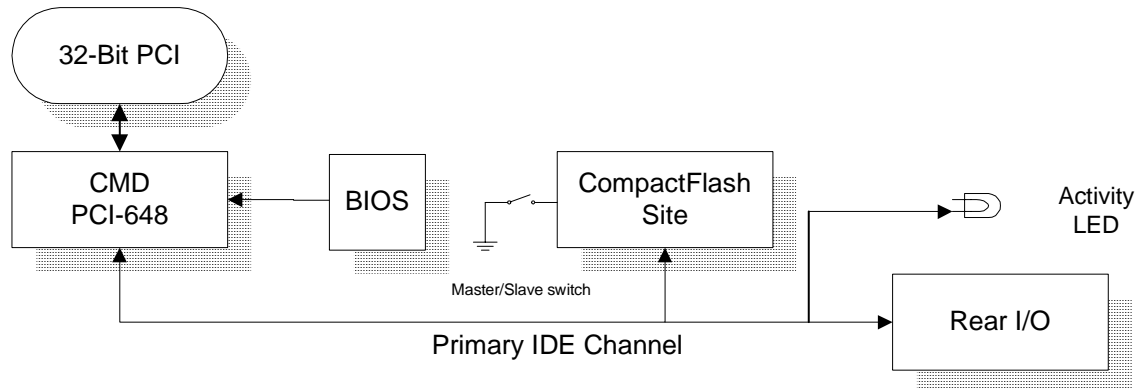 32-Bit PCI
CMD
PCI-648
BIOS
CompactFlash
Site
Activity
LED
Master/Slave switch
Rear I/O
Primary IDE Channel